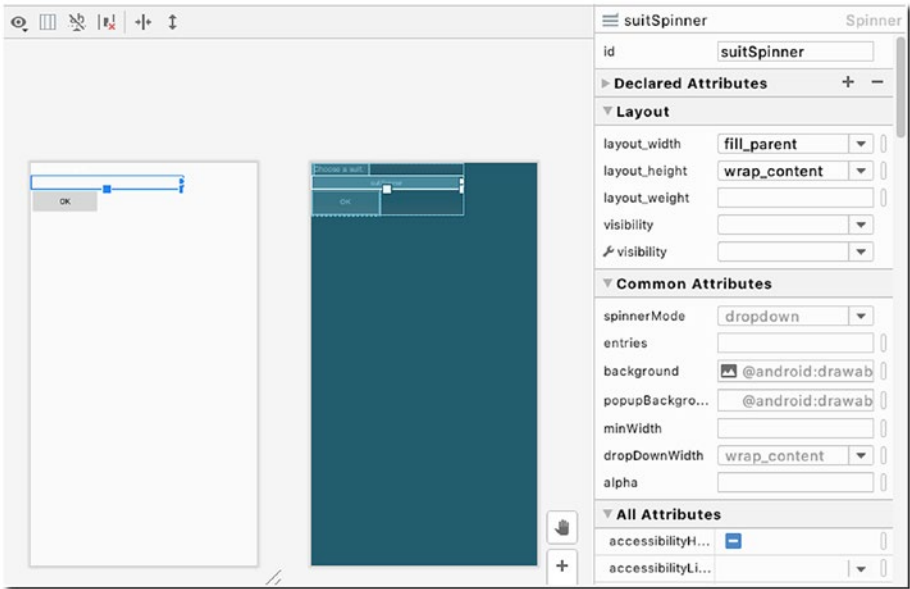 suitSpinner Spinner
id suitSpinner
Declared Attributes + −
Layout
layout_width fill_parent
layout_height wrap_content
layout_weight
visibility
visibility
Common Attributes
spinnerMode dropdown
entries
background @android:drawab
popupBackgro... @android:drawab
minWidth
dropDownWidth wrap_content
alpha
All Attributes
accessibilityH...
accessibilityLi...
OK
Choose a suit:
suitSpinner
OK
+